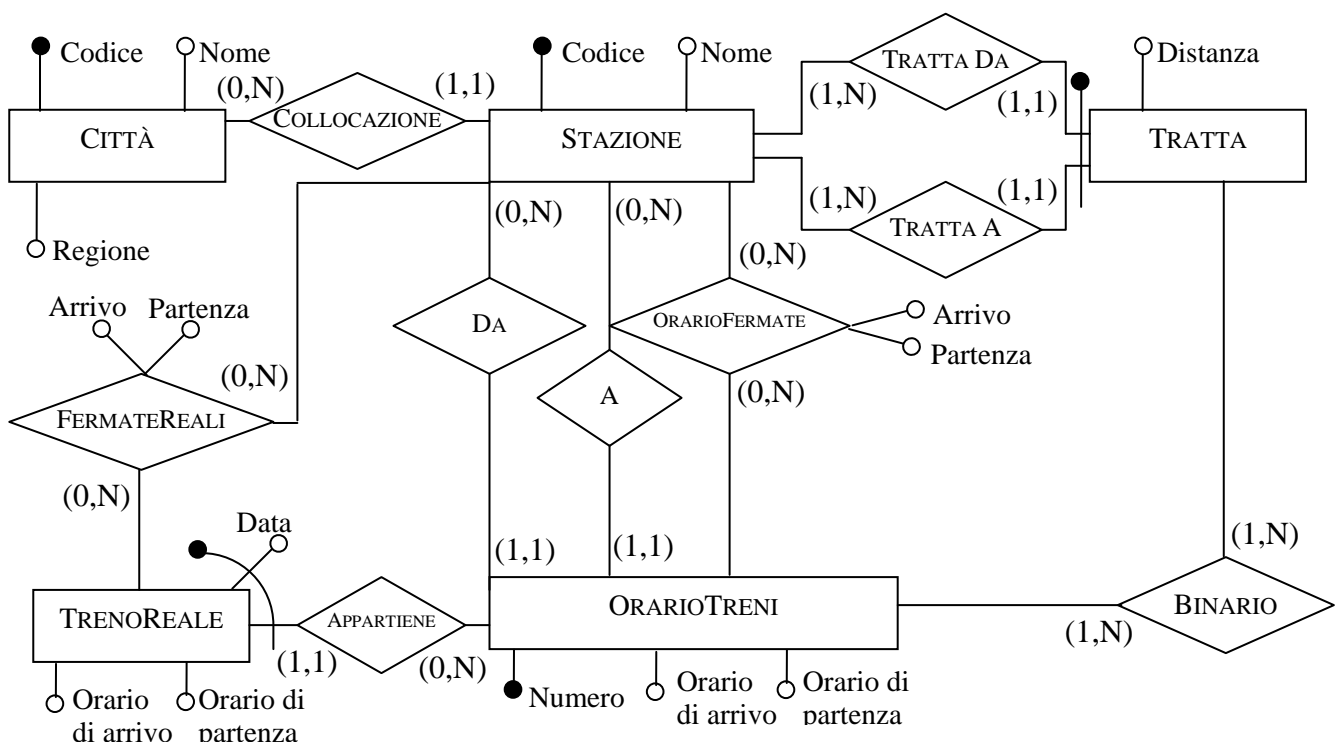 Codice
Nome
Codice
Nome
TRATTA DA
Distanza
(0,N)
(1,1)
(1,N)
(1,1)
CITTÀ
COLLOCAZIONE
STAZIONE
TRATTA
(0,N)
(0,N)
(1,N)
(1,1)
TRATTA A
Regione
(0,N)
Arrivo
Partenza
DA
ORARIOFERMATE
Arrivo
Partenza
(0,N)
(0,N)
A
FERMATEREALI
(0,N)
Data
(1,1)
(1,1)
(1,N)
TRENOREALE
APPARTIENE
ORARIOTRENI
BINARIO
(1,N)
(1,1)
(0,N)
Orario
di arrivo
Orario di
partenza
Numero
Orario
di arrivo
Orario di
partenza